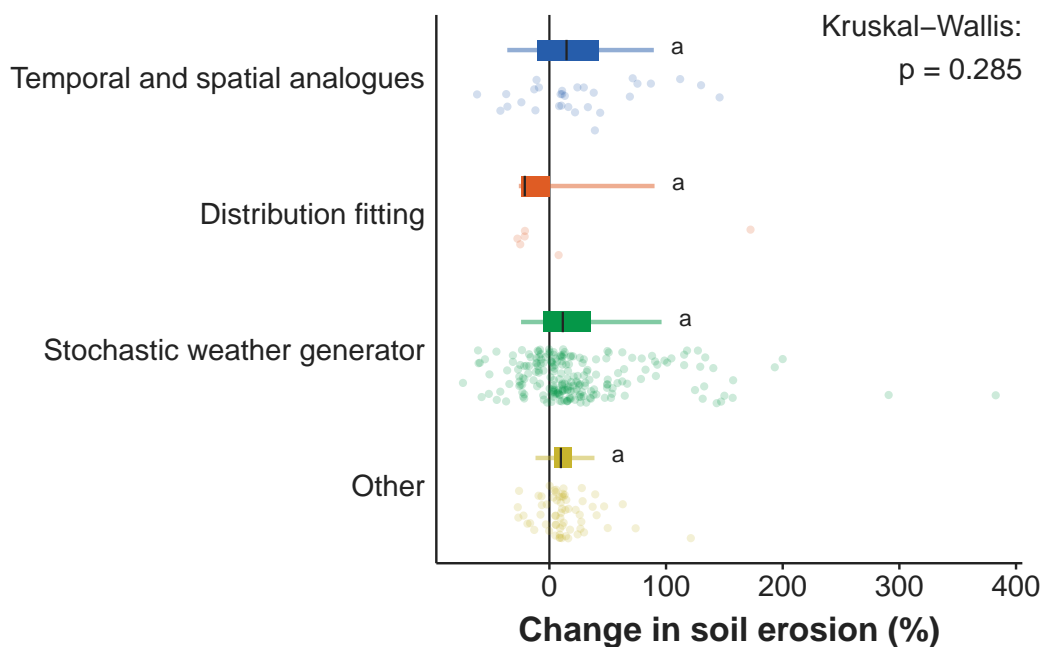 Kruskal−Wallis:
p = 0.285
Temporal and spatial analogues
a
Distribution fitting
a
Stochastic weather generator
a
Other
a
0 100 200 300 400
Change in soil erosion (%)